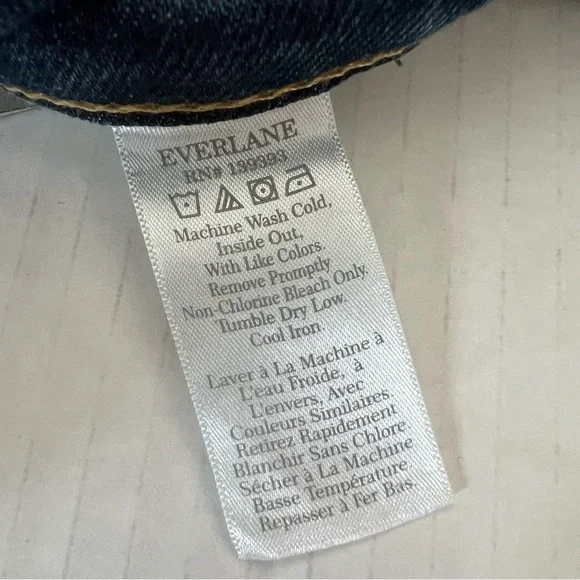 EVERLANE
RN# 139393
Machine Wash Cold,
Inside Out,
With Like Colors.
Remove Promptly
Non-Chlorine Bleach Only.
Tumble Dry Low.
Cool Iron.
Laver à La Machine à
L'eau Froide, à
L'envers, Avec
Couleurs Similaires.
Retirez Rapidement
Blanchir Sans Chlore.
Sécher à La Machine
Basse Température.
Repasser à Fer Bas.